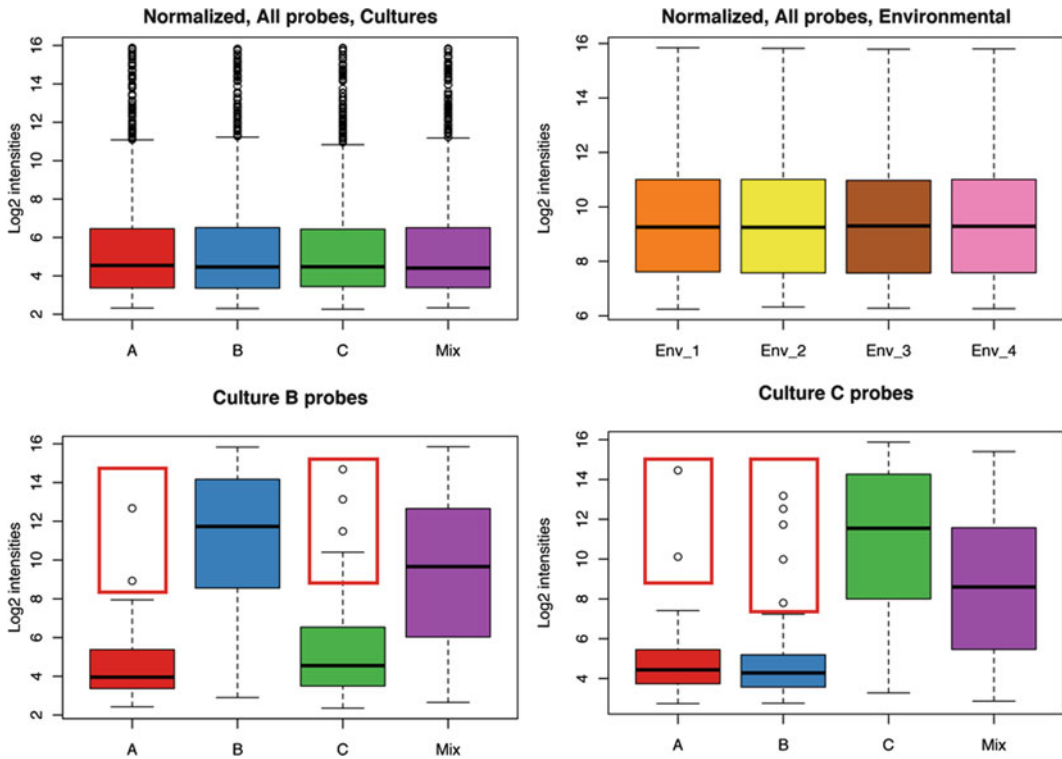 Normalized, All probes, Cultures
Log2 intensities
16
14
12
10
8
6
4
2
A
B
C
Mix
Normalized, All probes, Environmental
Log2 intensities
16
14
12
10
8
6
Env_1
Env_2
Env_3
Env_4
Culture B probes
Log2 intensities
16
14
12
10
8
6
4
2
A
B
C
Mix
Culture C probes
Log2 intensities
16
14
12
10
8
6
4
A
B
C
Mix